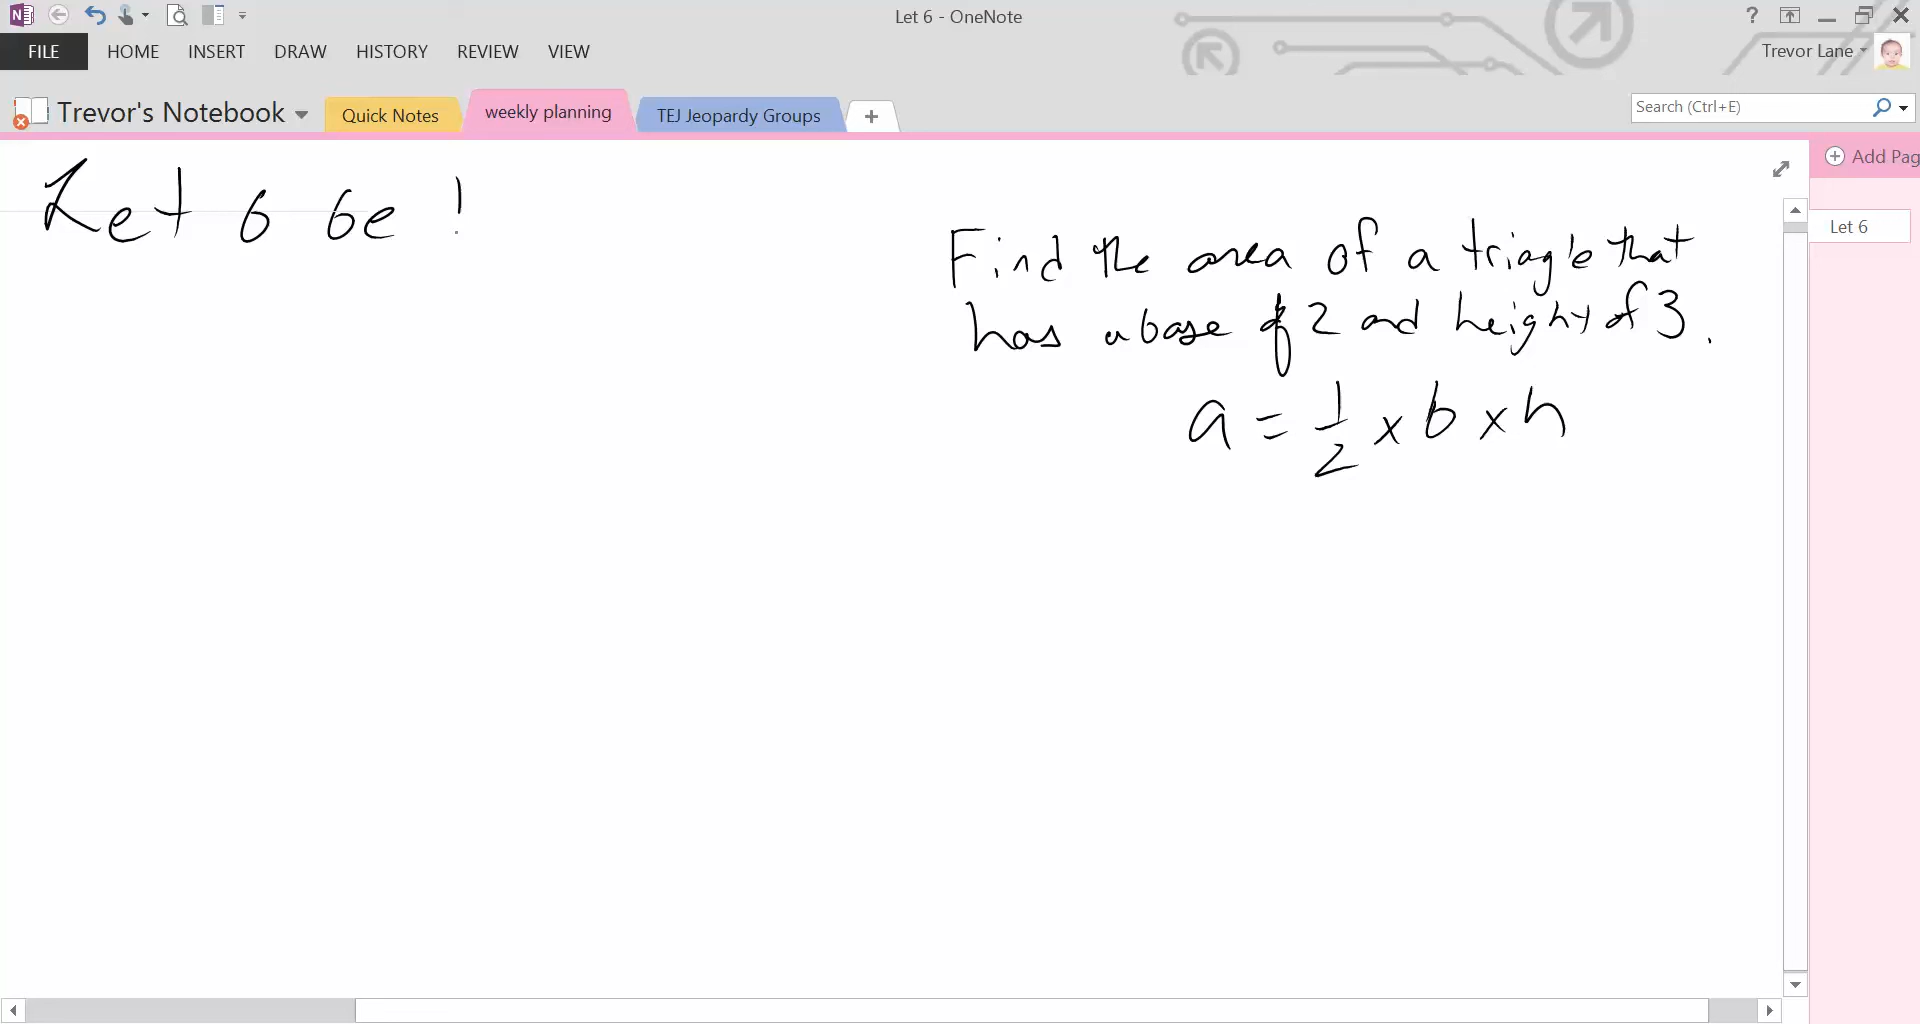 Let 6 - OneNote
FILE HOME INSERT DRAW HISTORY REVIEW VIEW
Trevor Lane
Trevor's Notebook Quick Notes weekly planning TEJ Jeopardy Groups +
Search (Ctrl+E)
Add Pag
Let 6
Let 6 6e !
Find the area of a triagle that
has a base of 2 and height of 3.
a = 1/2 x b x h